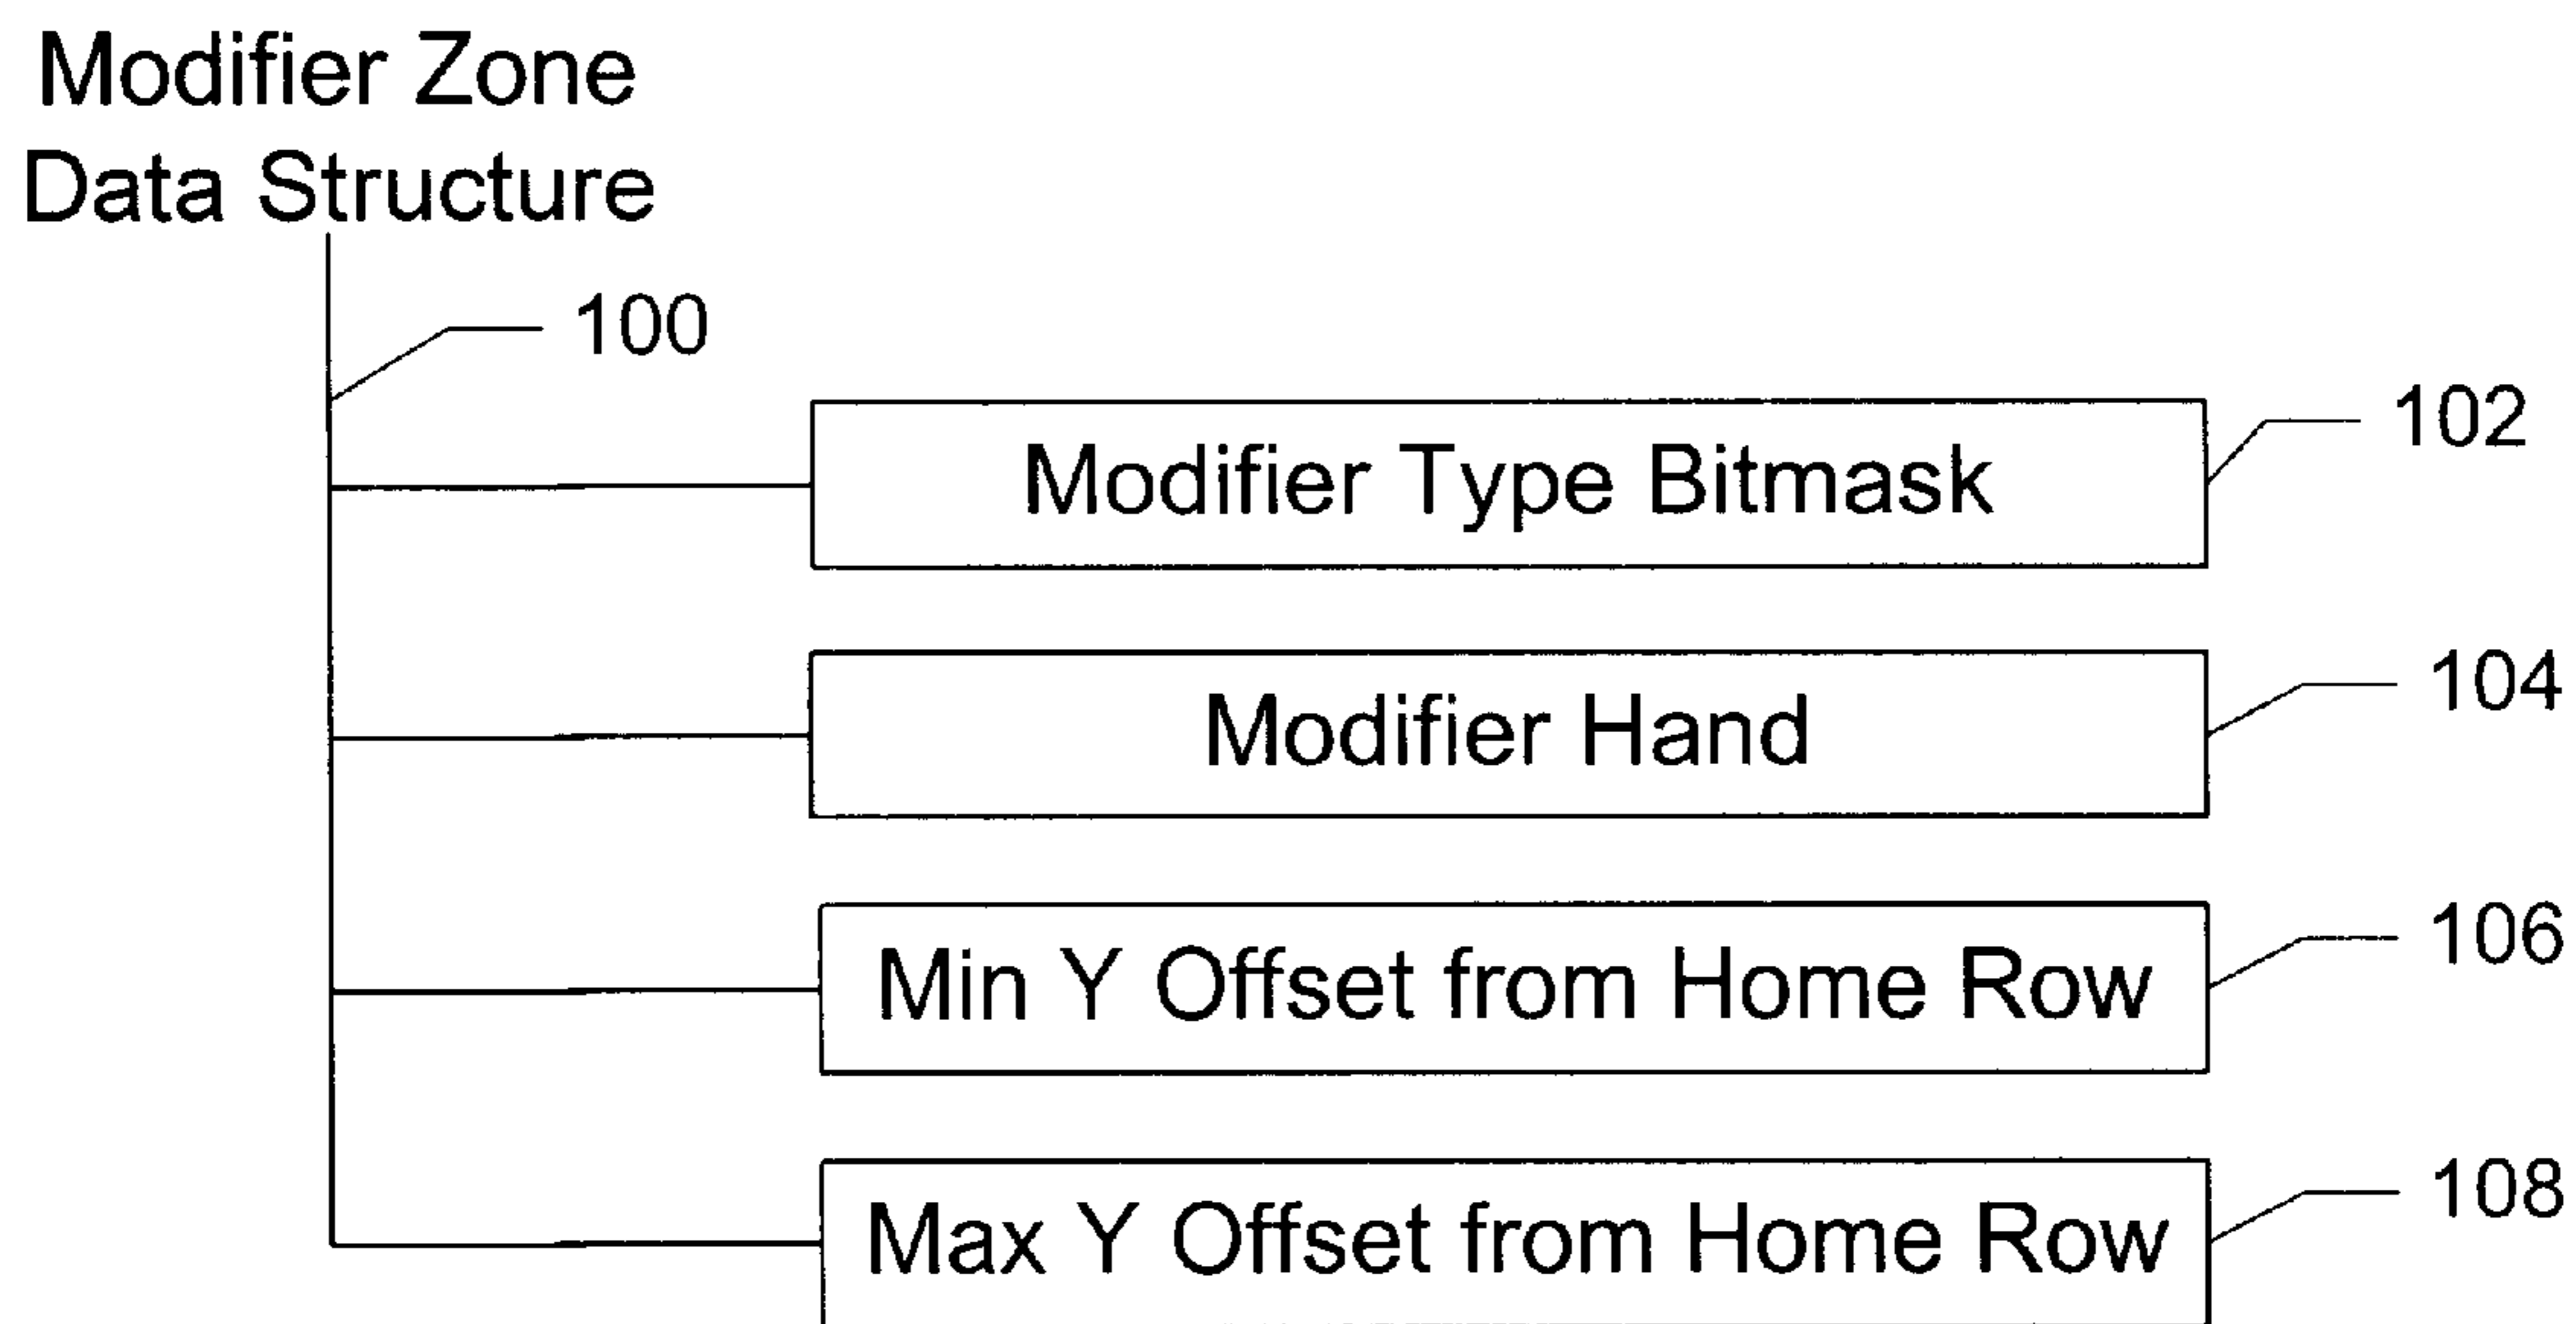 Modifier Zone
Data Structure
100
Modifier Type Bitmask
102
Modifier Hand
104
Min Y Offset from Home Row
106
Max Y Offset from Home Row
108